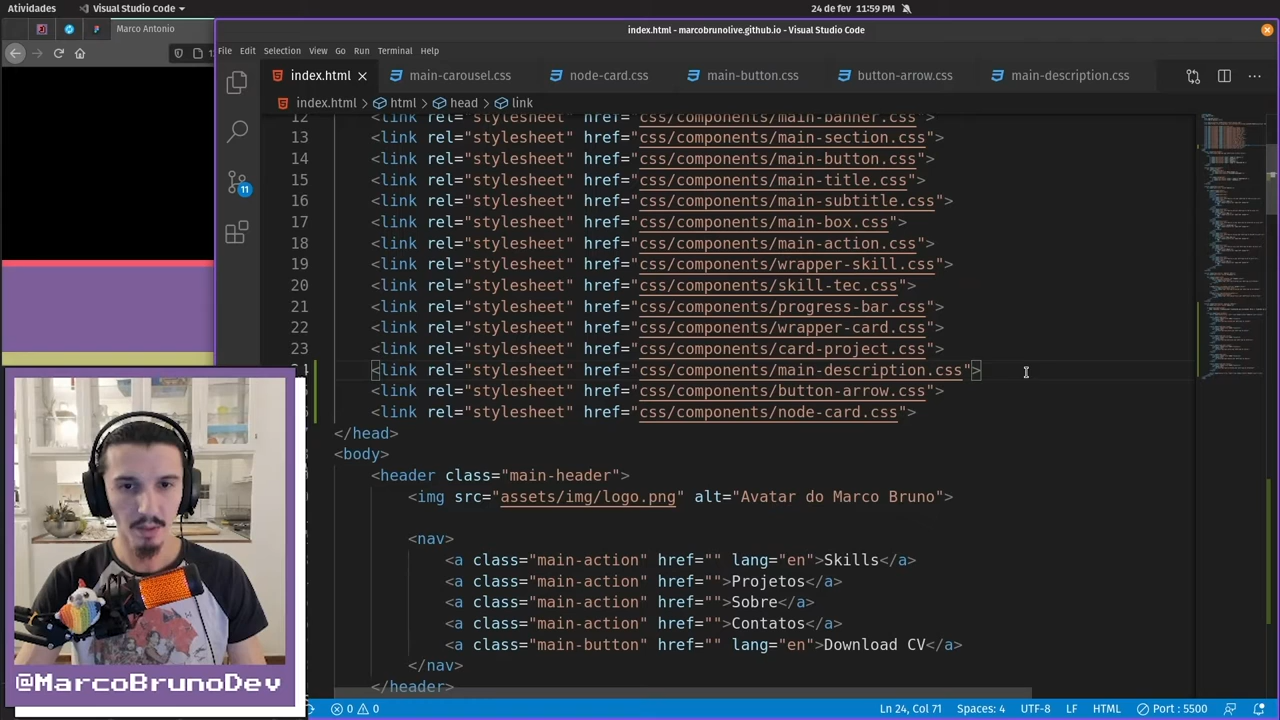 Atividades
Visual Studio Code
24 de fev 11:59 PM
Marco Antonio
index.html - marcobrunolive.github.io - Visual Studio Code
File Edit Selection View Go Run Terminal Help
index.html
main-carousel.css
node-card.css
main-button.css
button-arrow.css
main-description.css
index.html > html > head > link
12 <link rel="stylesheet" href="css/components/main-banner.css">
13 <link rel="stylesheet" href="css/components/main-section.css">
14 <link rel="stylesheet" href="css/components/main-button.css">
15 <link rel="stylesheet" href="css/components/main-title.css">
16 <link rel="stylesheet" href="css/components/main-subtitle.css">
17 <link rel="stylesheet" href="css/components/main-box.css">
18 <link rel="stylesheet" href="css/components/main-action.css">
19 <link rel="stylesheet" href="css/components/wrapper-skill.css">
20 <link rel="stylesheet" href="css/components/skill-tec.css">
21 <link rel="stylesheet" href="css/components/progress-bar.css">
22 <link rel="stylesheet" href="css/components/wrapper-card.css">
23 <link rel="stylesheet" href="css/components/card-project.css">
<link rel="stylesheet" href="css/components/main-description.css">
<link rel="stylesheet" href="css/components/button-arrow.css">
<link rel="stylesheet" href="css/components/node-card.css">
</head>
<body>
<header class="main-header">
<img src="assets/img/logo.png" alt="Avatar do Marco Bruno">
<nav>
<a class="main-action" href="" lang="en">Skills</a>
<a class="main-action" href="">Projetos</a>
<a class="main-action" href="">Sobre</a>
<a class="main-action" href="">Contatos</a>
<a class="main-button" href="" lang="en">Download CV</a>
</nav>
</header>
11
@MarcoBrunoDev
0 0
Ln 24, Col 71
Spaces: 4
UTF-8
LF
HTML
Port : 5500